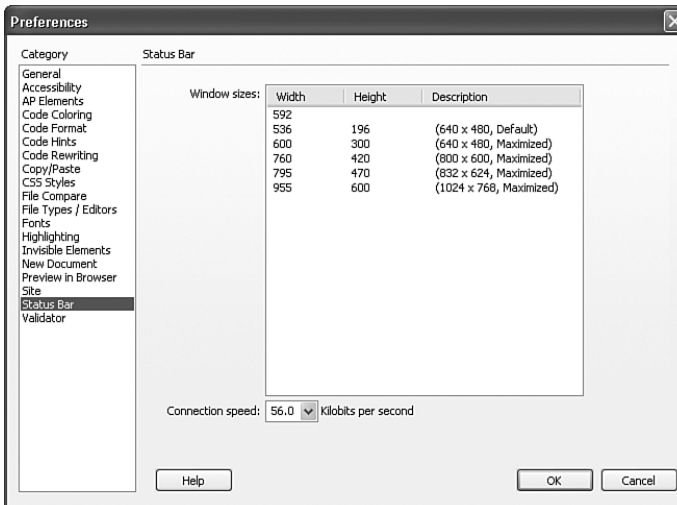 Preferences
Category
General
Accessibility
AP Elements
Code Coloring
Code Format
Code Hints
Code Rewriting
Copy/Paste
CSS Styles
File Compare
File Types / Editors
Fonts
Highlighting
Invisible Elements
New Document
Preview in Browser
Site
Status Bar
Validator
Status Bar
Window sizes:
Width Height Description
592
536 196 (640 x 480, Default)
600 300 (640 x 480, Maximized)
760 420 (800 x 600, Maximized)
795 470 (832 x 624, Maximized)
955 600 (1024 x 768, Maximized)
Connection speed: 56.0 Kilobits per second
Help OK Cancel